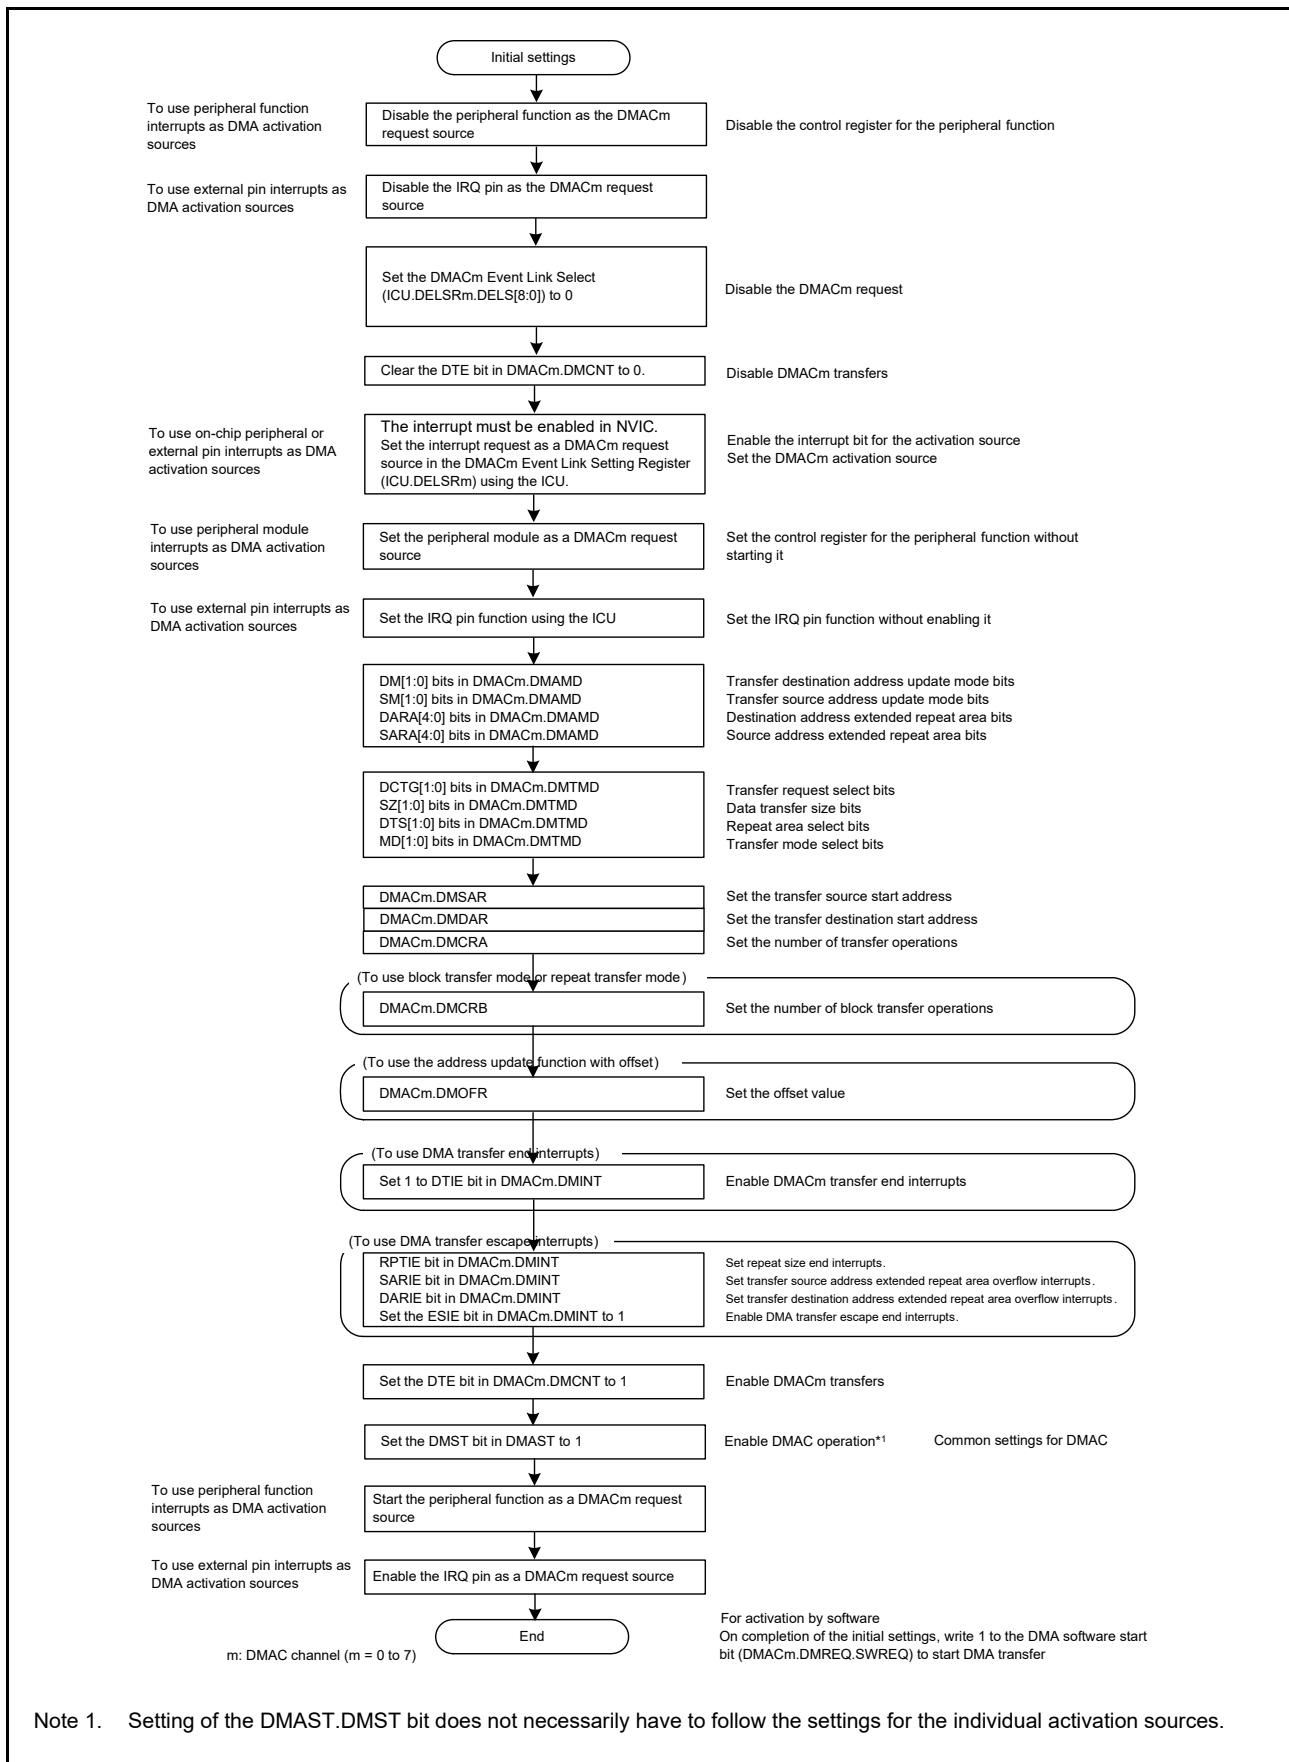 Initial settings
To use peripheral function
interrupts as DMA activation
sources
Disable the peripheral function as the DMACm
request source
Disable the control register for the peripheral function
To use external pin interrupts as
DMA activation sources
Disable the IRQ pin as the DMACm request
source
Set the DMACm Event Link Select
(ICU.DELSRm.DELS[8:0]) to 0
Disable the DMACm request
Clear the DTE bit in DMACm.DMCNT to 0.
Disable DMACm transfers
To use on-chip peripheral or
external pin interrupts as DMA
activation sources
The interrupt must be enabled in NVIC.
Set the interrupt request as a DMACm request
source in the DMACm Event Link Setting Register
(ICU.DELSRm) using the ICU.
Enable the interrupt bit for the activation source
Set the DMACm activation source
To use peripheral module
interrupts as DMA activation
sources
Set the peripheral module as a DMACm request
source
Set the control register for the peripheral function without
starting it
To use external pin interrupts as
DMA activation sources
Set the IRQ pin function using the ICU
Set the IRQ pin function without enabling it
DM[1:0] bits in DMACm.DMAMD
SM[1:0] bits in DMACm.DMAMD
DARA[4:0] bits in DMACm.DMAMD
SARA[4:0] bits in DMACm.DMAMD
Transfer destination address update mode bits
Transfer source address update mode bits
Destination address extended repeat area bits
Source address extended repeat area bits
DCTG[1:0] bits in DMACm.DMTMD
SZ[1:0] bits in DMACm.DMTMD
DTS[1:0] bits in DMACm.DMTMD
MD[1:0] bits in DMACm.DMTMD
Transfer request select bits
Data transfer size bits
Repeat area select bits
Transfer mode select bits
DMACm.DMSAR
Set the transfer source start address
DMACm.DMDAR
Set the transfer destination start address
DMACm.DMCRA
Set the number of transfer operations
(To use block transfer mode or repeat transfer mode)
DMACm.DMCRB
Set the number of block transfer operations
(To use the address update function with offset)
DMACm.DMOFR
Set the offset value
(To use DMA transfer end interrupts)
Set 1 to DTIE bit in DMACm.DMINT
Enable DMACm transfer end interrupts
(To use DMA transfer escape interrupts)
RPTIE bit in DMACm.DMINT
SARIE bit in DMACm.DMINT
DARIE bit in DMACm.DMINT
Set the ESIE bit in DMACm.DMINT to 1
Set repeat size end interrupts.
Set transfer source address extended repeat area overflow interrupts.
Set transfer destination address extended repeat area overflow interrupts.
Enable DMA transfer escape end interrupts.
Set the DTE bit in DMACm.DMCNT to 1
Enable DMACm transfers
Set the DMST bit in DMAST to 1
Enable DMAC operation*1
Common settings for DMAC
To use peripheral function
interrupts as DMA activation
sources
Start the peripheral function as a DMACm request
source
To use external pin interrupts as
DMA activation sources
Enable the IRQ pin as a DMACm request source
End
For activation by software
On completion of the initial settings, write 1 to the DMA software start
bit (DMACm.DMREQ.SWREQ) to start DMA transfer
m: DMAC channel (m = 0 to 7)
Note 1. Setting of the DMAST.DMST bit does not necessarily have to follow the settings for the individual activation sources.